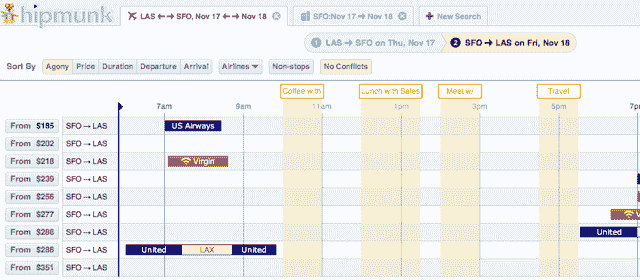 hipmunk
LAS ←→ SFO, Nov 17 ←→ Nov 18
SFO:Nov 17 → Nov 18
+ New Search
1 LAS → SFO on Thu, Nov 17
2 SFO → LAS on Fri, Nov 18
Sort By Agony Price Duration Departure Arrival Airlines ▾ Non-stops No Conflicts
Coffee with Lunch with Sales Meet w/ Travel
7am 9am 11am 1pm 3pm 5pm
From $185 SFO → LAS US Airways
From $202 SFO → LAS
From $218 SFO → LAS Virgin
From $239 SFO → LAS
From $256 SFO → LAS
From $277 SFO → LAS
From $286 SFO → LAS United
From $288 SFO → LAS United LAX United
From $351 SFO → LAS